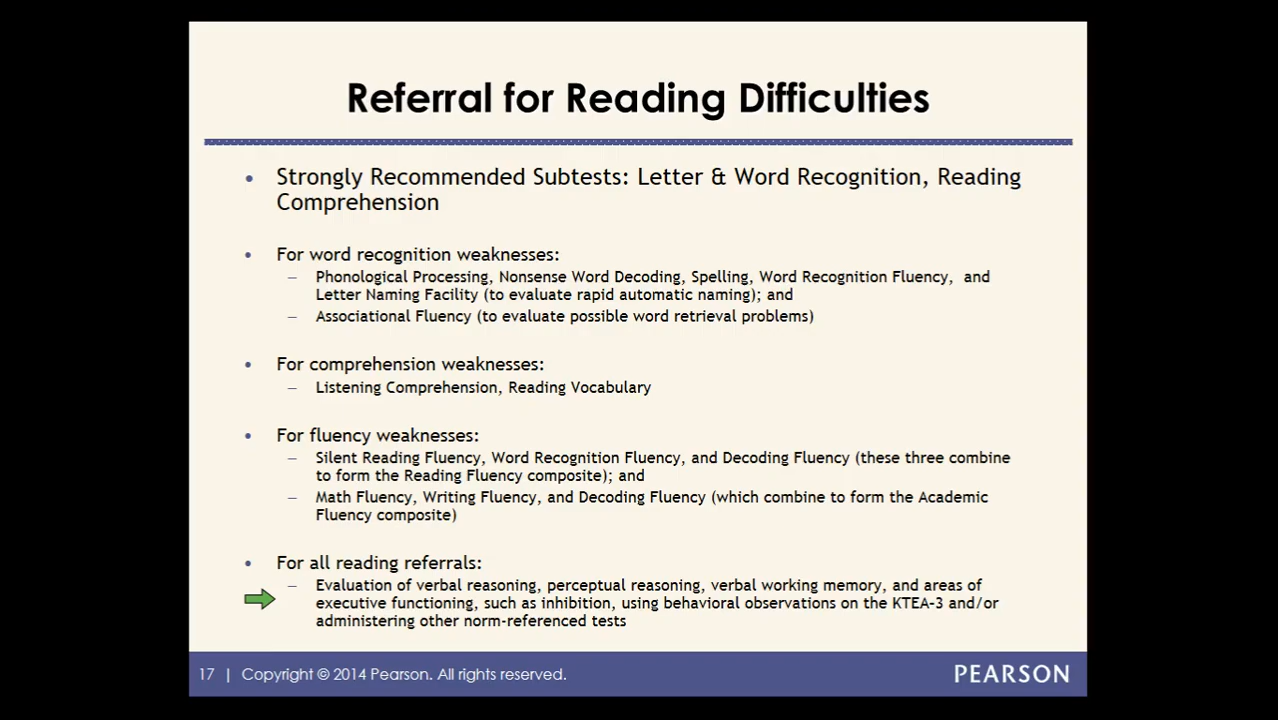 Referral for Reading Difficulties
• Strongly Recommended Subtests: Letter & Word Recognition, Reading
Comprehension
• For word recognition weaknesses:
– Phonological Processing, Nonsense Word Decoding, Spelling, Word Recognition Fluency, and
Letter Naming Facility (to evaluate rapid automatic naming); and
– Associational Fluency (to evaluate possible word retrieval problems)
• For comprehension weaknesses:
– Listening Comprehension, Reading Vocabulary
• For fluency weaknesses:
– Silent Reading Fluency, Word Recognition Fluency, and Decoding Fluency (these three combine
to form the Reading Fluency composite); and
– Math Fluency, Writing Fluency, and Decoding Fluency (which combine to form the Academic
Fluency composite)
• For all reading referrals:
– Evaluation of verbal reasoning, perceptual reasoning, verbal working memory, and areas of
executive functioning, such as inhibition, using behavioral observations on the KTEA-3 and/or
administering other norm-referenced tests
17 | Copyright © 2014 Pearson. All rights reserved.
PEARSON